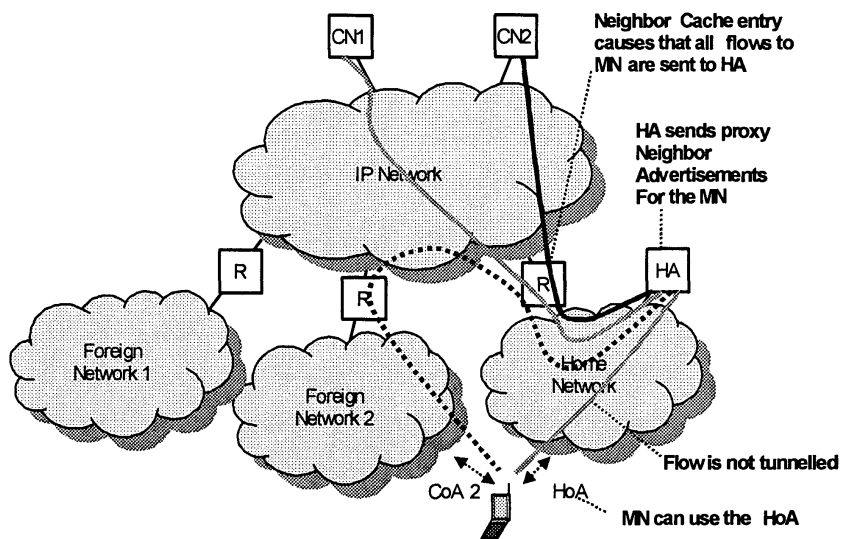 CN1
CN2
Neighbor Cache entry
causes that all flows to
MN are sent to HA
HA sends proxy
Neighbor
Advertisements
For the MN
IP Network
R
R
R
HA
Foreign
Network 1
Foreign
Network 2
Home
Network
Flow is not tunnelled
CoA 2
HoA
MN can use the HoA